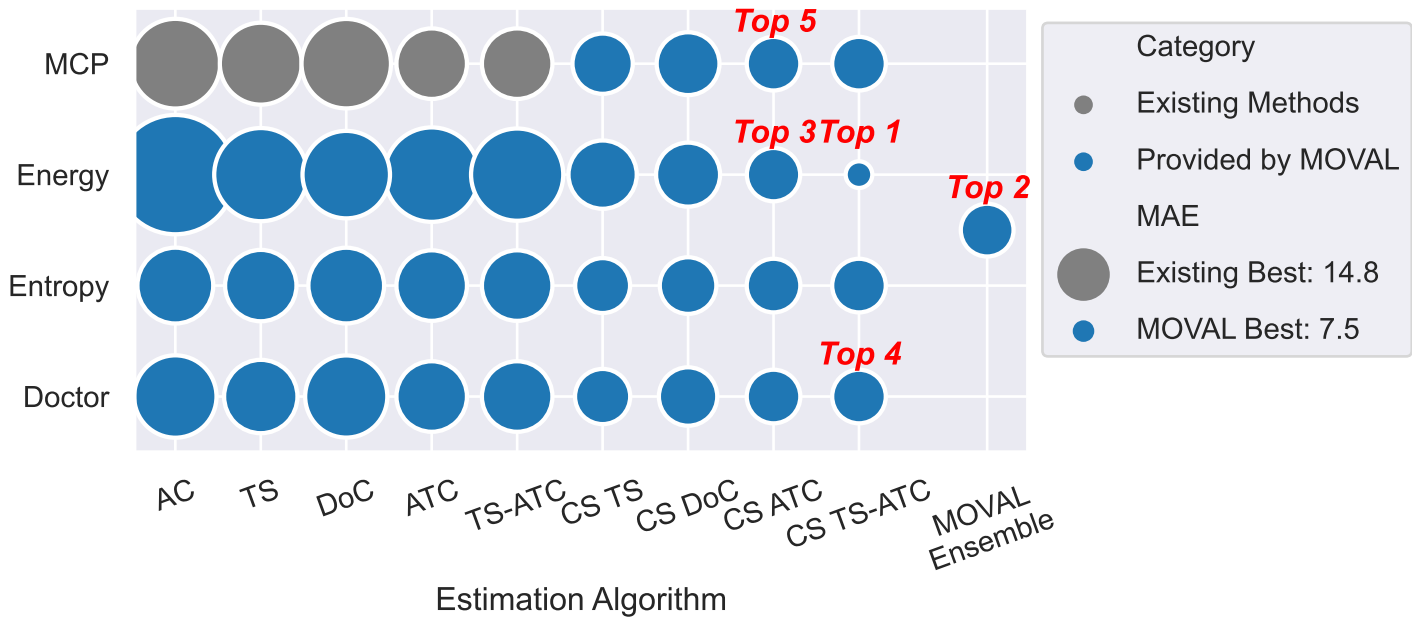 MCP
Energy
Entropy
Doctor
Top 5
Top 3
Top 1
Top 2
Top 4
AC
TS
DoC
ATC
TS-ATC
CS TS
CS DoC
CS ATC
CS TS-ATC
MOVAL
Ensemble
Estimation Algorithm
Category
Existing Methods
Provided by MOVAL
MAE
Existing Best: 14.8
MOVAL Best: 7.5